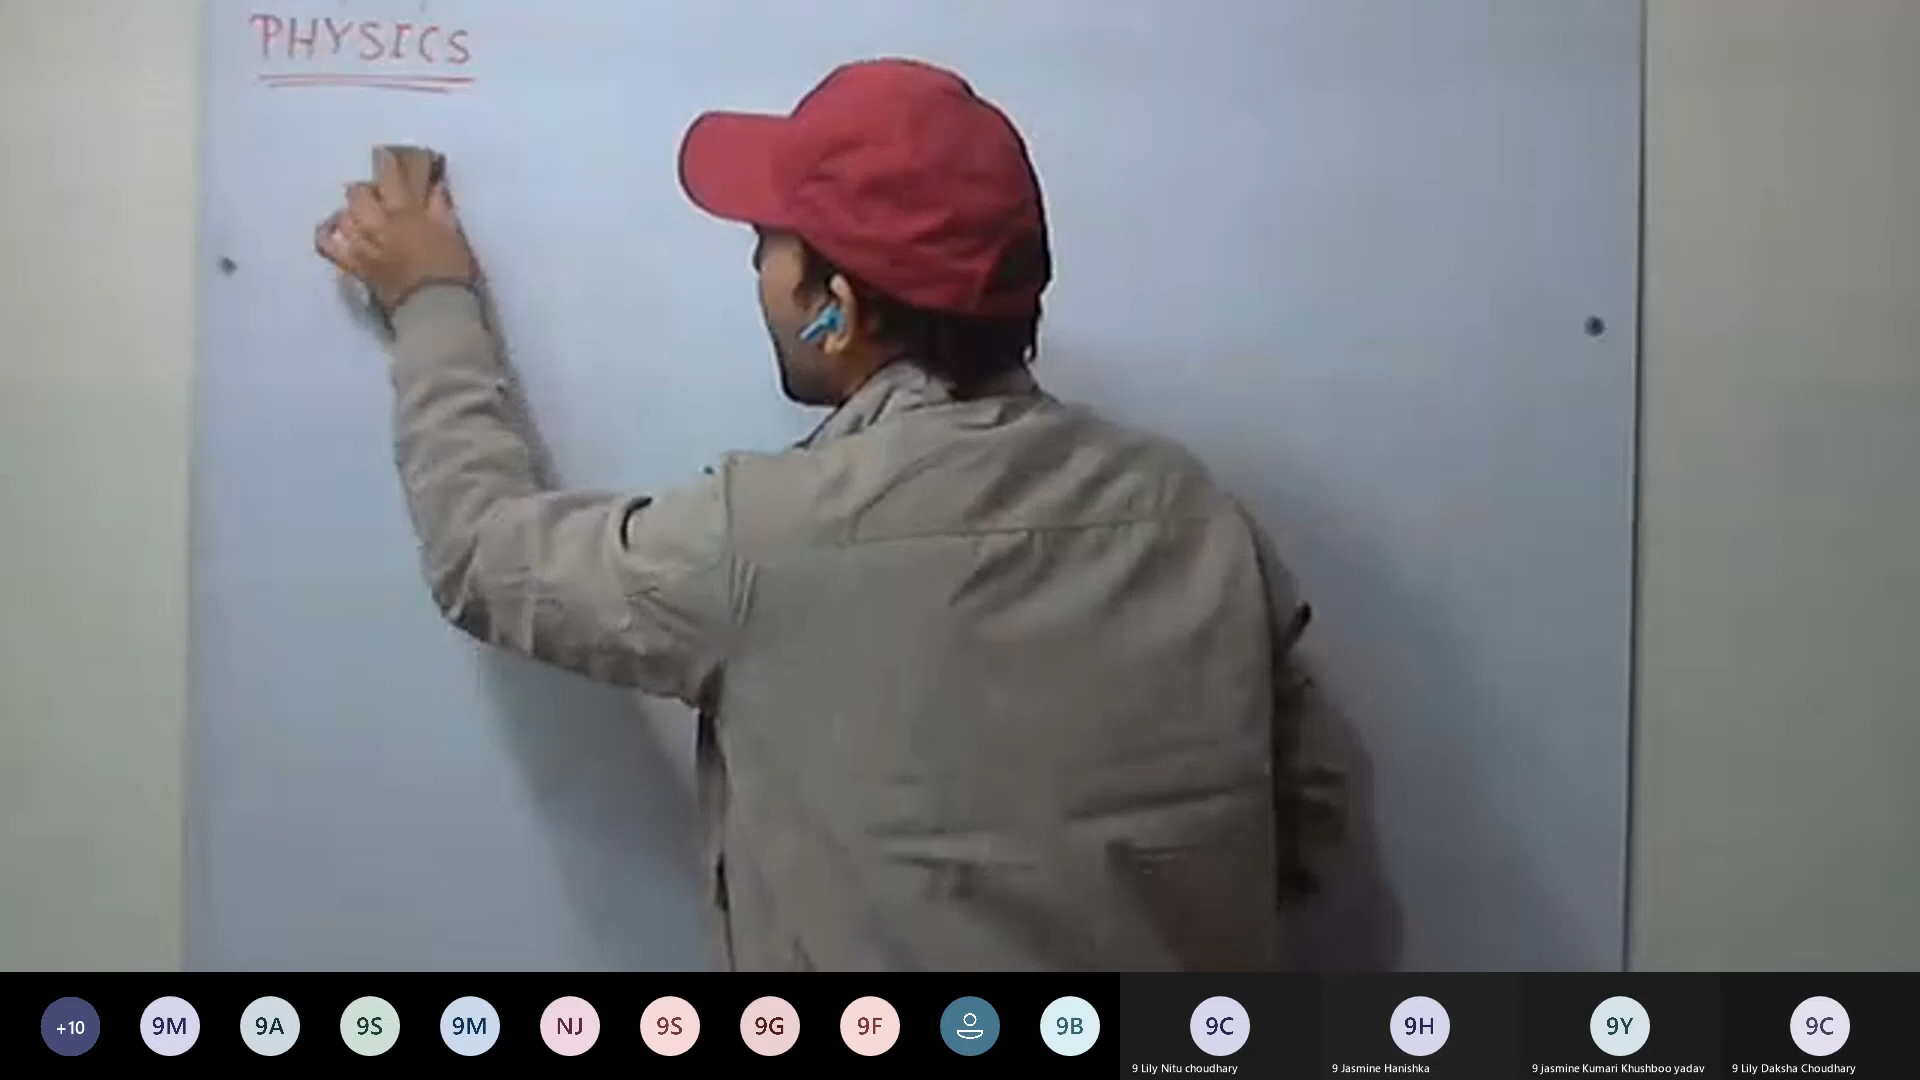 PHYSICS
+10 9M 9A 9S 9M NJ 9S 9G 9F 9B 9C 9H 9Y 9C
9 Lily Nitu choudhary 9 Jasmine Hanishka 9 jasmine Kumari Khushboo yadav 9 Lily Daksha Choudhary